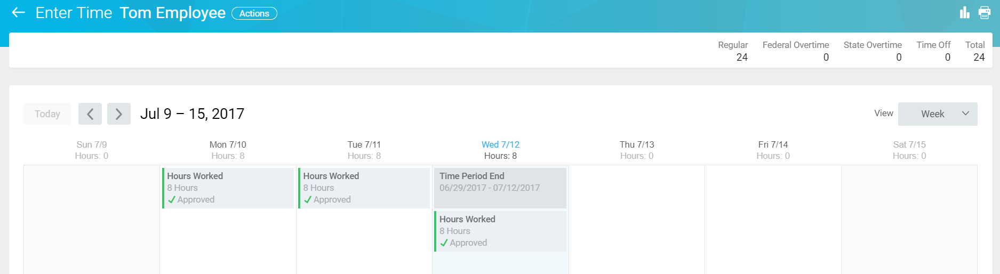 Enter Time Tom Employee Actions
Regular Federal Overtime State Overtime Time Off Total
24 0 0 0 24
Today Jul 9 – 15, 2017 View Week
Sun 7/9 Mon 7/10 Tue 7/11 Wed 7/12 Thu 7/13 Fri 7/14 Sat 7/15
Hours: 0 Hours: 8 Hours: 8 Hours: 8 Hours: 0 Hours: 0 Hours: 0
Hours Worked Hours Worked Time Period End
8 Hours 8 Hours 06/29/2017 - 07/12/2017
Approved Approved
Hours Worked
8 Hours
Approved